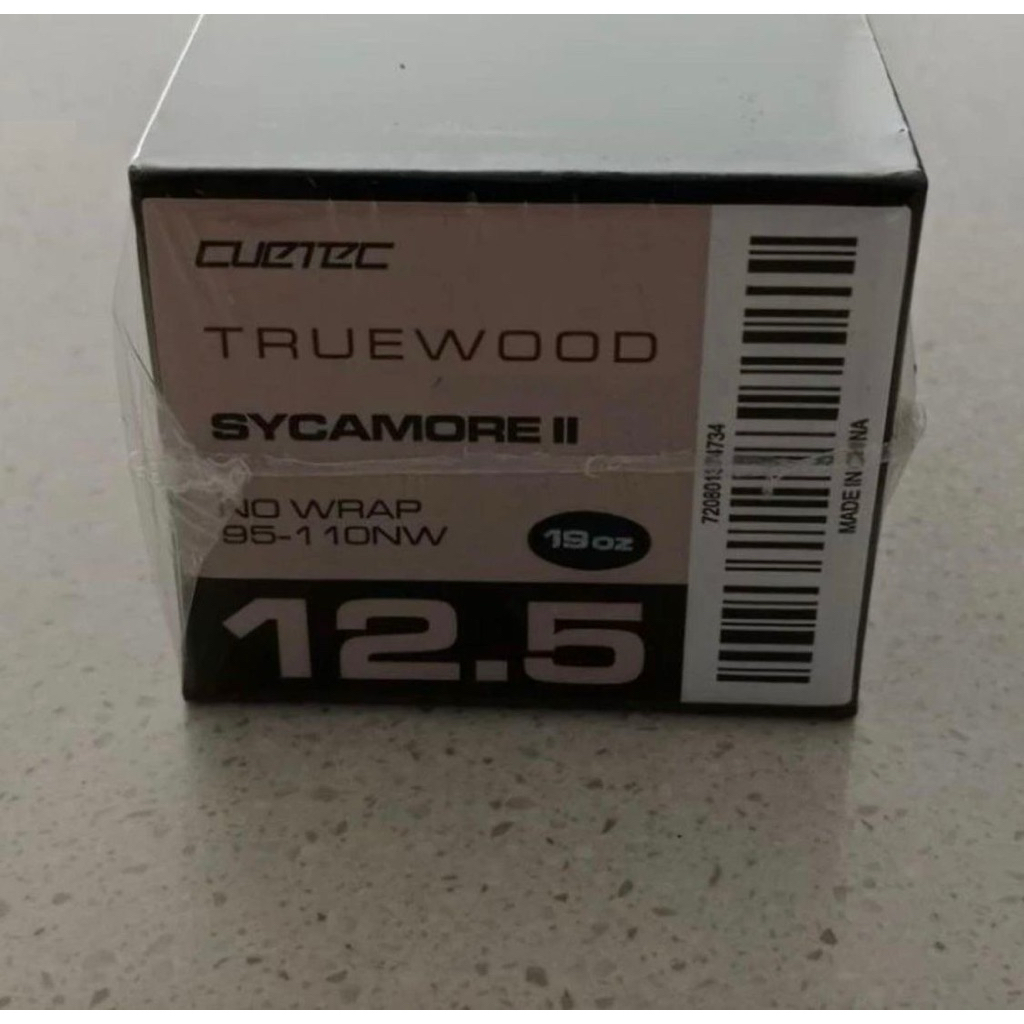 CUETEC
TRUEWOOD
SYCAMORE II
NO WRAP
95-110NW
19oz
12.5
MADE IN CHINA